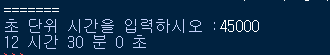 =======
초 단위 시간을 입력하시오 :45000
12 시간 30 분 0 초